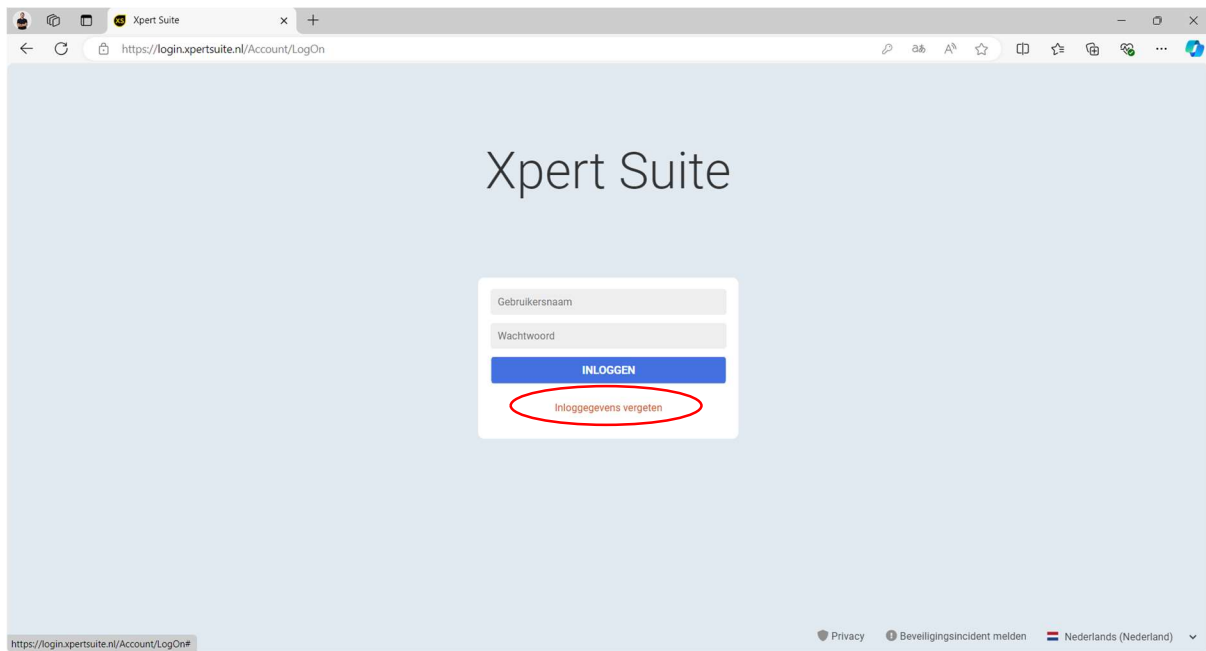 Xpert Suite
https://login.xpertsuite.nl/Account/LogOn
Xpert Suite
Gebruikersnaam
Wachtwoord
INLOGGEN
Inloggegevens vergeten
https://login.xpertsuite.nl/Account/LogOn#
Privacy
Beveiligingsincident melden
Nederlands (Nederland)